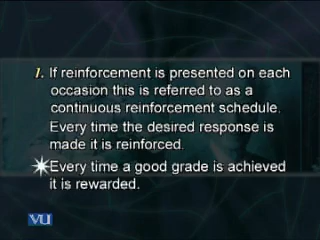 1. If reinforcement is presented on each
occasion this is referred to as a
continuous reinforcement schedule.
Every time the desired response is
made it is reinforced.
Every time a good grade is achieved
it is rewarded.
VU